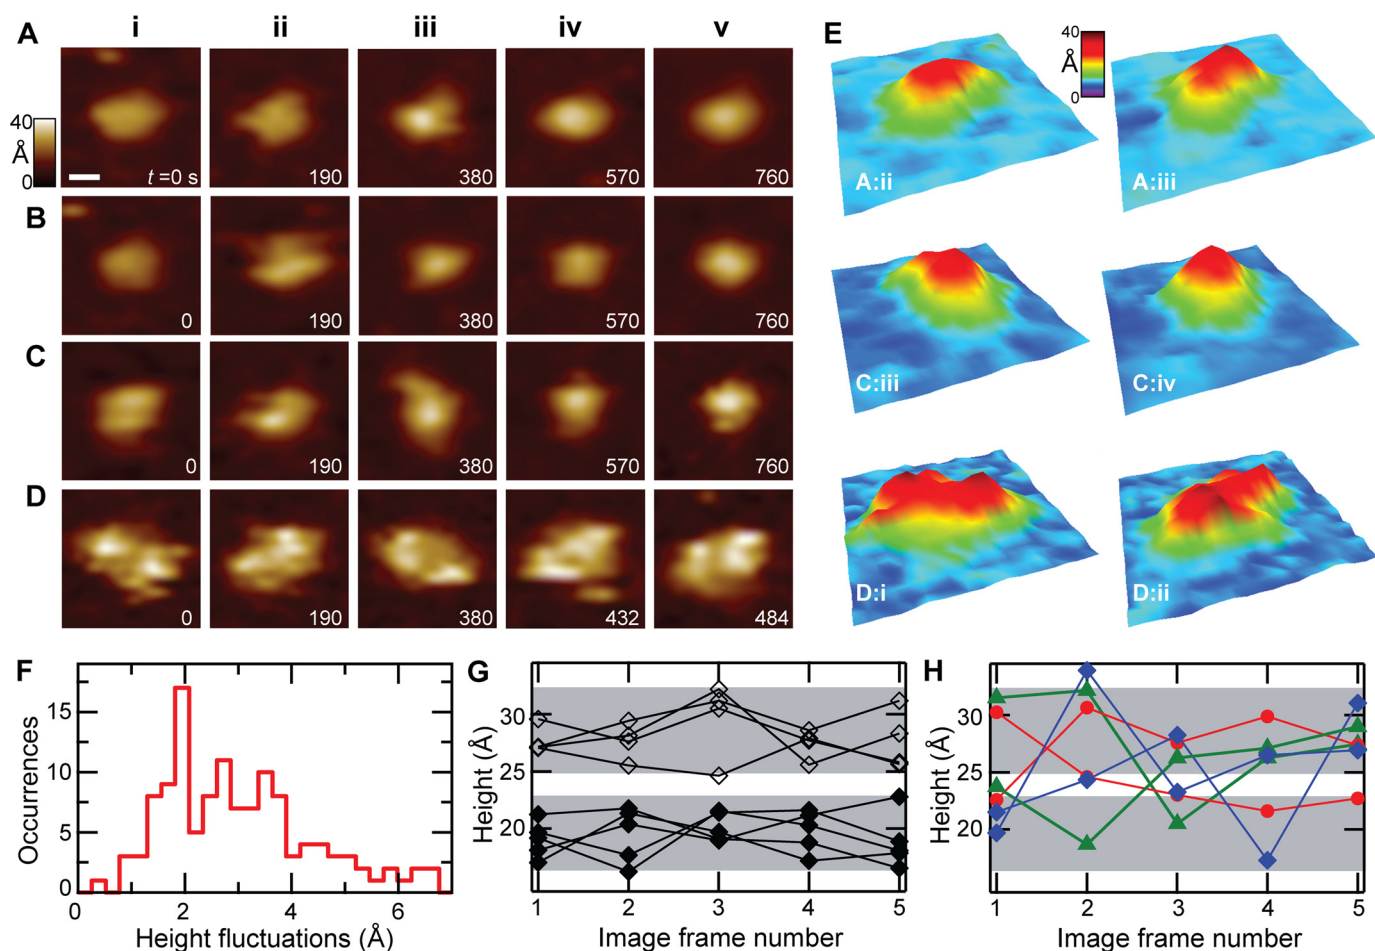 i ii iii iv v
A
40
Å
0
t =0 s 190 380 570 760
B
0 190 380 570 760
C
0 190 380 570 760
D
0 190 380 432 484
E
40
Å
0
A:ii A:iii
C:iii C:iv
D:i D:ii
F
15
10
5
0
Occurrences
0 2 4 6
Height fluctuations (Å)
G
30
25
20
Height (Å)
1 2 3 4 5
Image frame number
H
30
25
20
Height (Å)
1 2 3 4 5
Image frame number